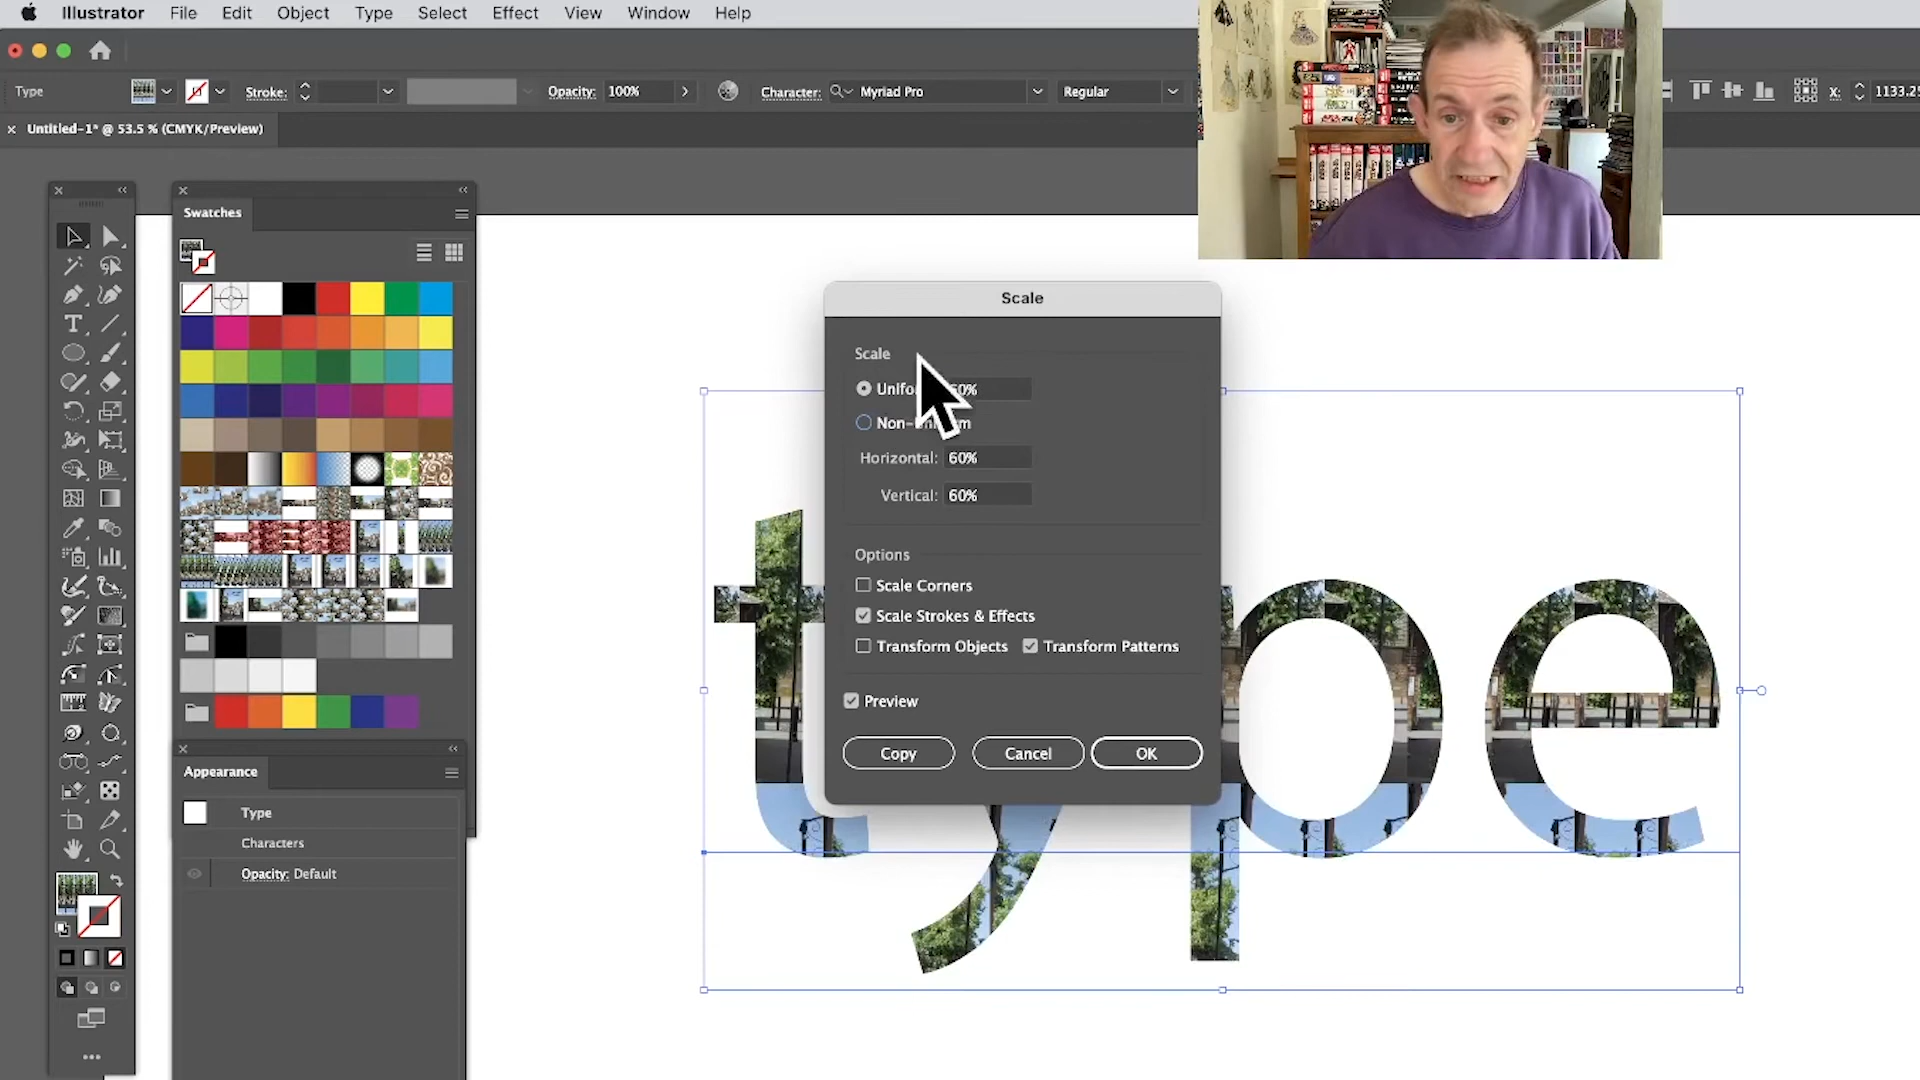 Illustrator File Edit Object Type Select Effect View Window Help
Type Stroke: Opacity: 100% Character: Myriad Pro Regular X: 1133.25
Untitled-1* @ 53.5 % (CMYK/Preview)
Swatches
Scale
Scale
Horizontal: 60%
Vertical: 60%
Options
Scale Corners
Scale Strokes & Effects
Transform Objects Transform Patterns
Preview
Copy Cancel OK
Appearance
Type
Characters
Opacity: Default